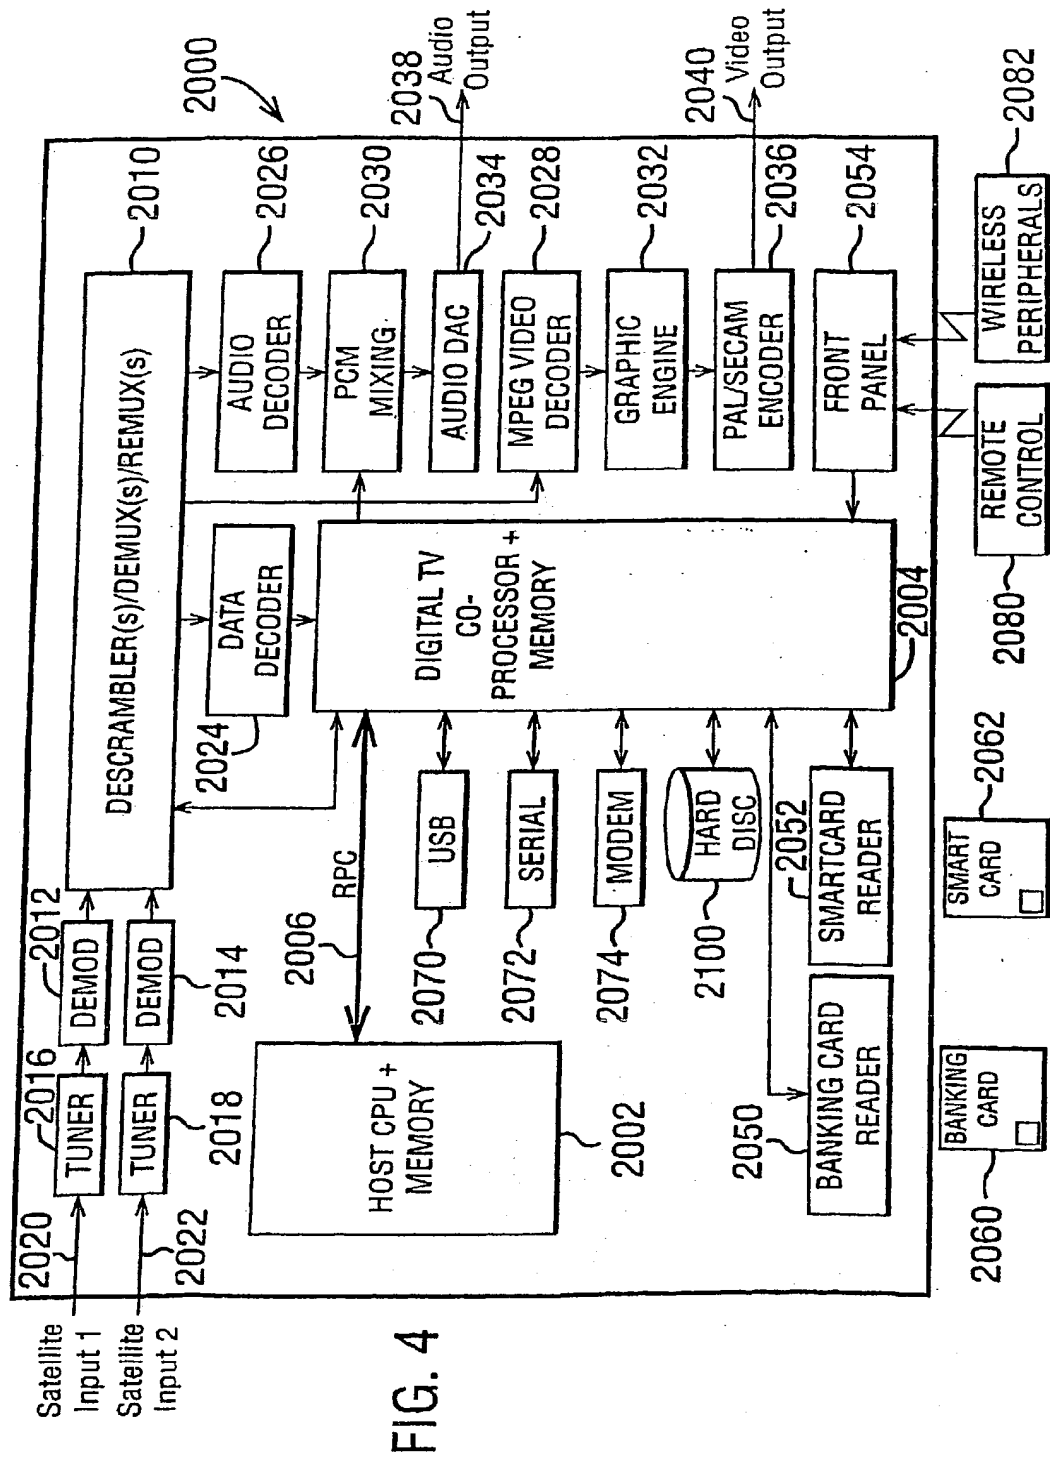 2000
Satellite
Input 1
2020
Satellite
Input 2
2022
2016
TUNER
2012
DEMOD
TUNER
2018
DEMOD
2014
DESCRAMBLER(s)/DEMUX(s)/REMUX(s)
2010
2024
DATA
DECODER
AUDIO
DECODER
2026
PCM
MIXING
2030
2038
Audio
Output
AUDIO DAC
2034
MPEG VIDEO
DECODER
2028
GRAPHIC
ENGINE
2032
2040
Video
Output
PAL/SECAM
ENCODER
2036
FRONT
PANEL
2054
HOST CPU +
MEMORY
2002
2006
RPC
DIGITAL TV
CO-
PROCESSOR +
MEMORY
2004
2070
USB
2072
SERIAL
2074
MODEM
2100
HARD
DISC
2052
SMARTCARD
READER
2050
BANKING CARD
READER
2060
BANKING
CARD
SMART
CARD
2062
2080
REMOTE
CONTROL
WIRELESS
PERIPHERALS
2082
FIG. 4